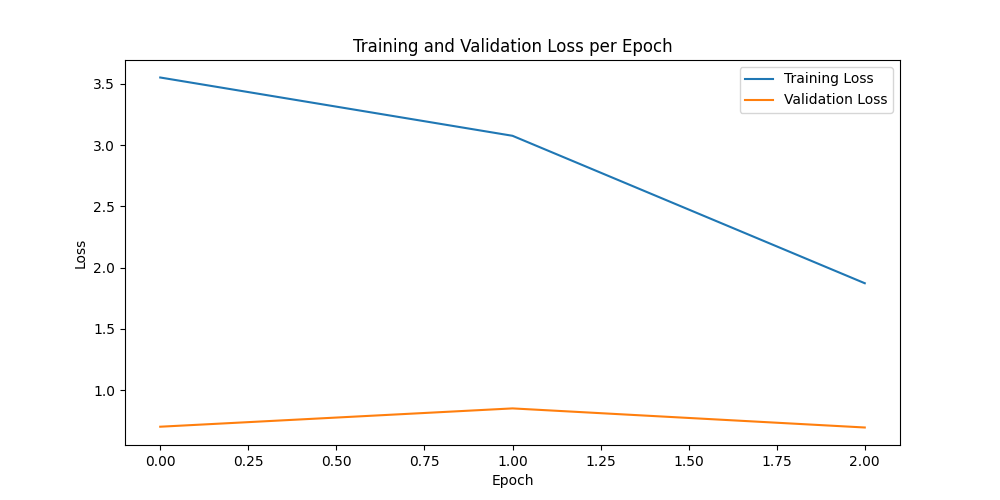 Training and Validation Loss per Epoch
Training Loss
Validation Loss
3.5
3.0
2.5
2.0
1.5
1.0
Loss
0.00 0.25 0.50 0.75 1.00 1.25 1.50 1.75 2.00
Epoch